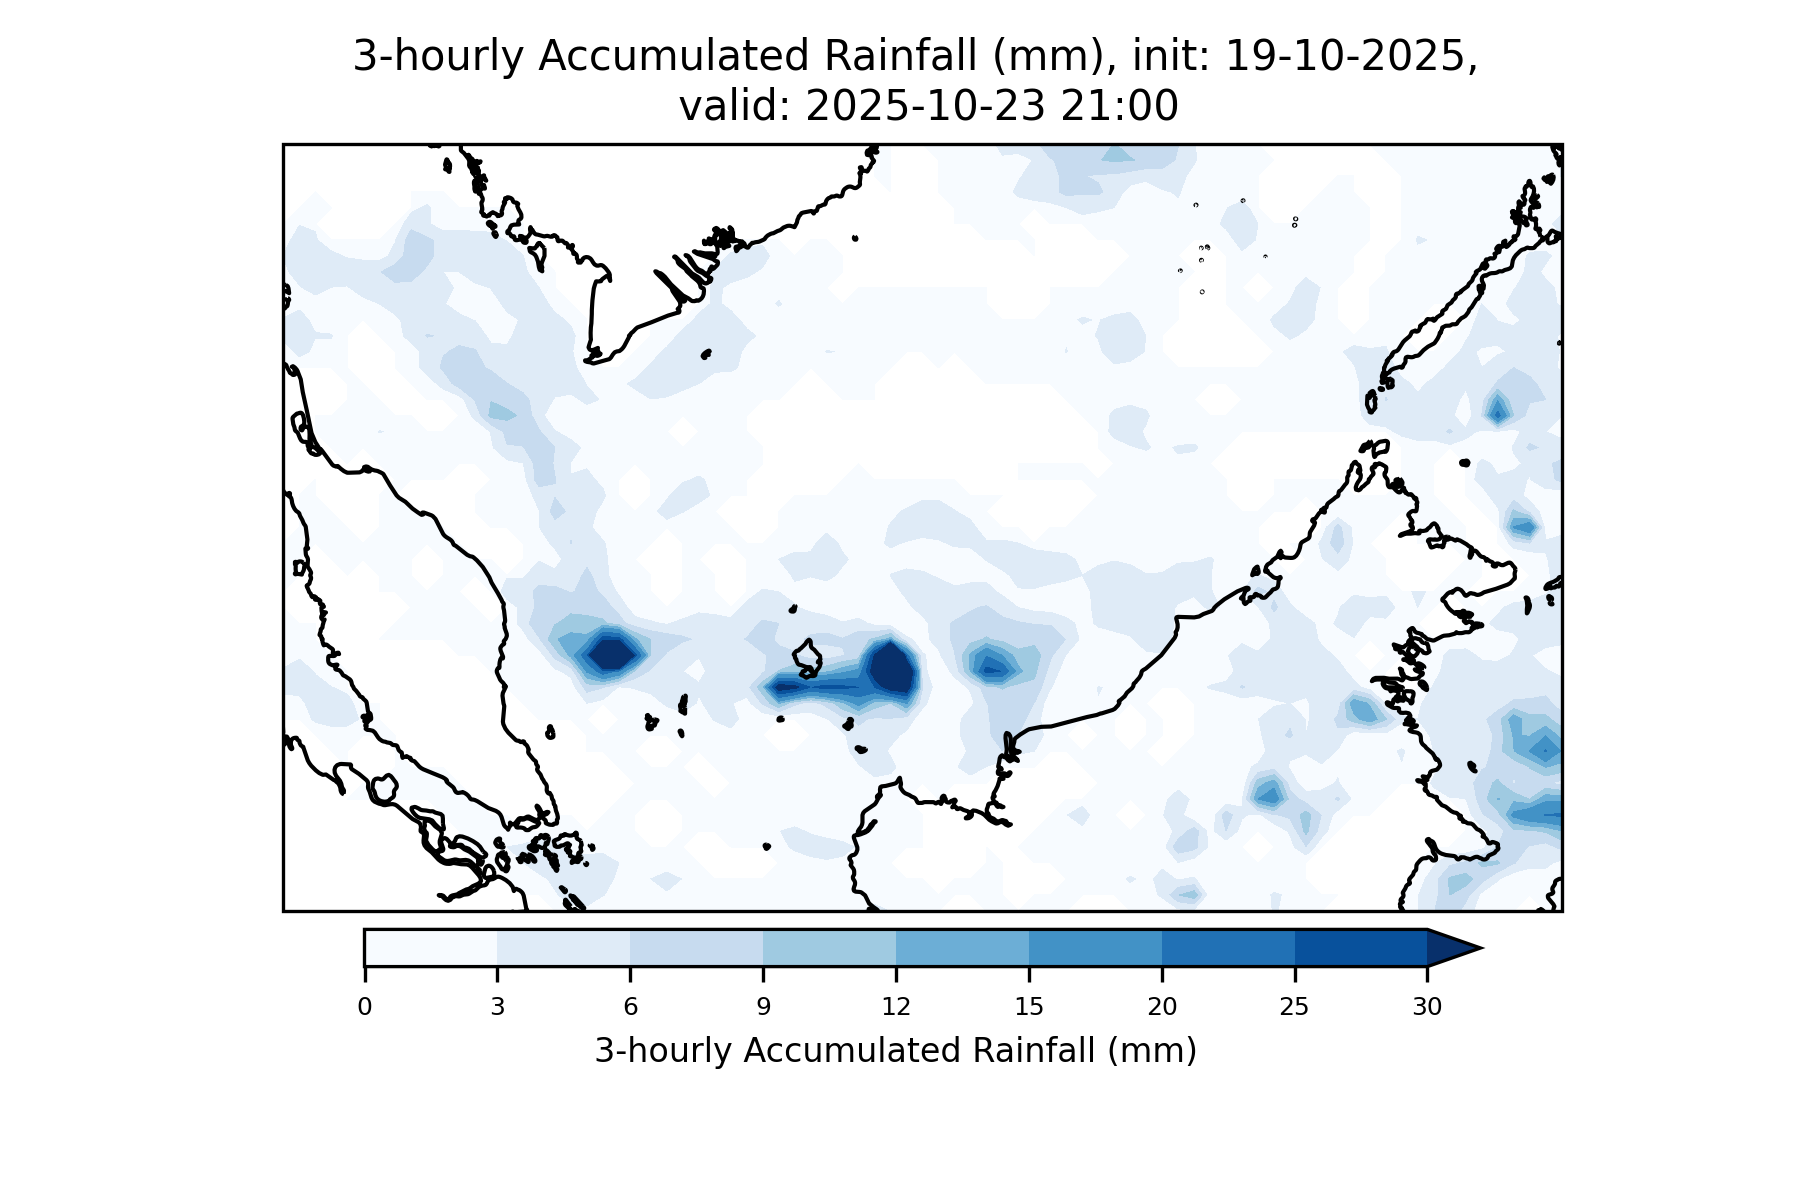 3-hourly Accumulated Rainfall (mm), init: 19-10-2025,
valid: 2025-10-23 21:00
0 3 6 9 12 15 20 25 30
3-hourly Accumulated Rainfall (mm)